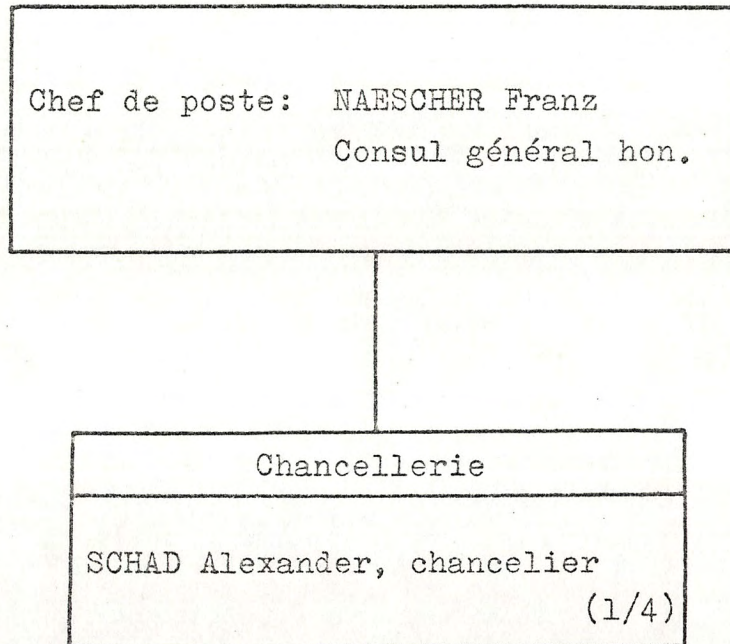 Chef de poste: NAESCHER Franz
Consul général hon.
Chancellerie
SCHAD Alexander, chancelier
(1/4)